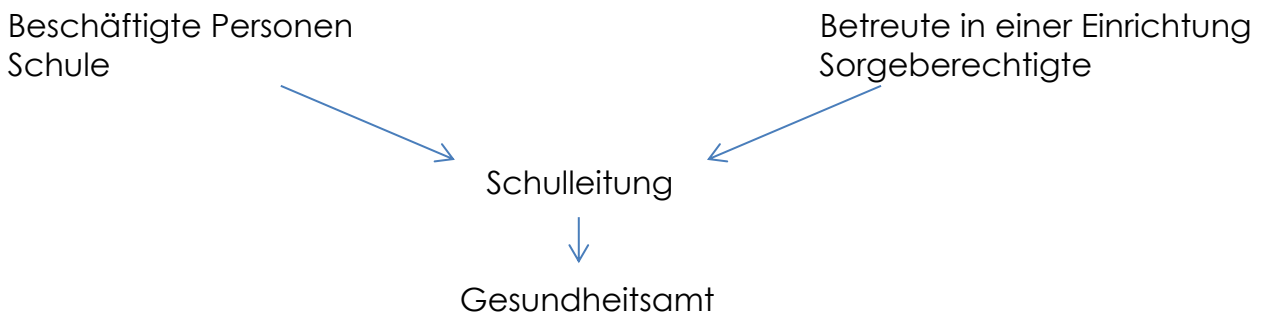 Beschäftigte Personen
Schule
Betreute in einer Einrichtung
Sorgeberechtigte
Schulleitung
Gesundheitsamt